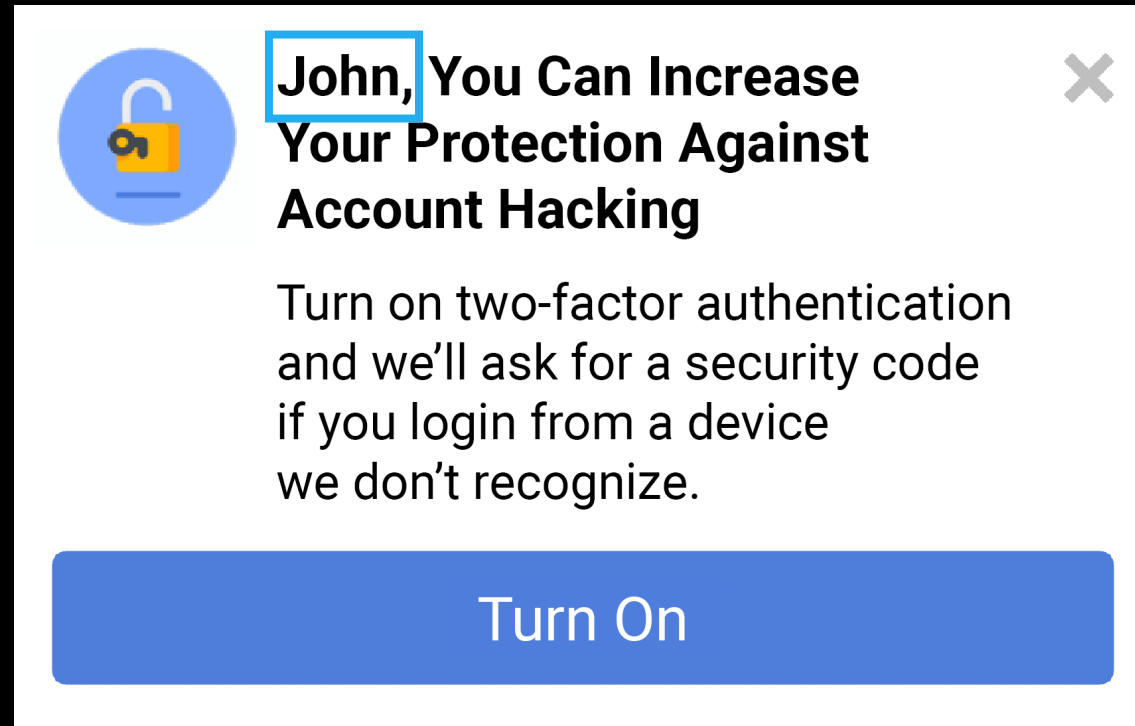 John, You Can Increase
Your Protection Against
Account Hacking
Turn on two-factor authentication
and we’ll ask for a security code
if you login from a device
we don’t recognize.
Turn On